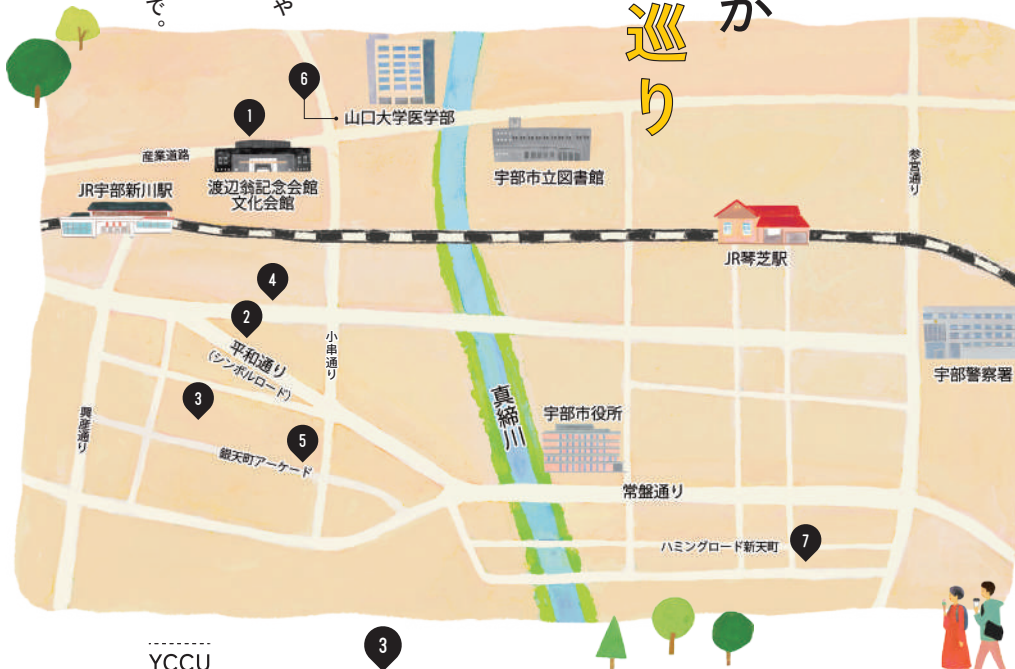 か
巡り
や
で。
6
山口大学医学部
1
産業道路
渡辺翁記念会館
文化会館
JR宇部新川駅
宇部市立図書館
参宮通り
JR琴芝駅
4
2
小串通り
平和通り
(シンボルロード)
宇部警察署
3
興産通り
5
銀天町アーケード
真締川
宇部市役所
常盤通り
ハミングロード新天町
7
YCCU
3